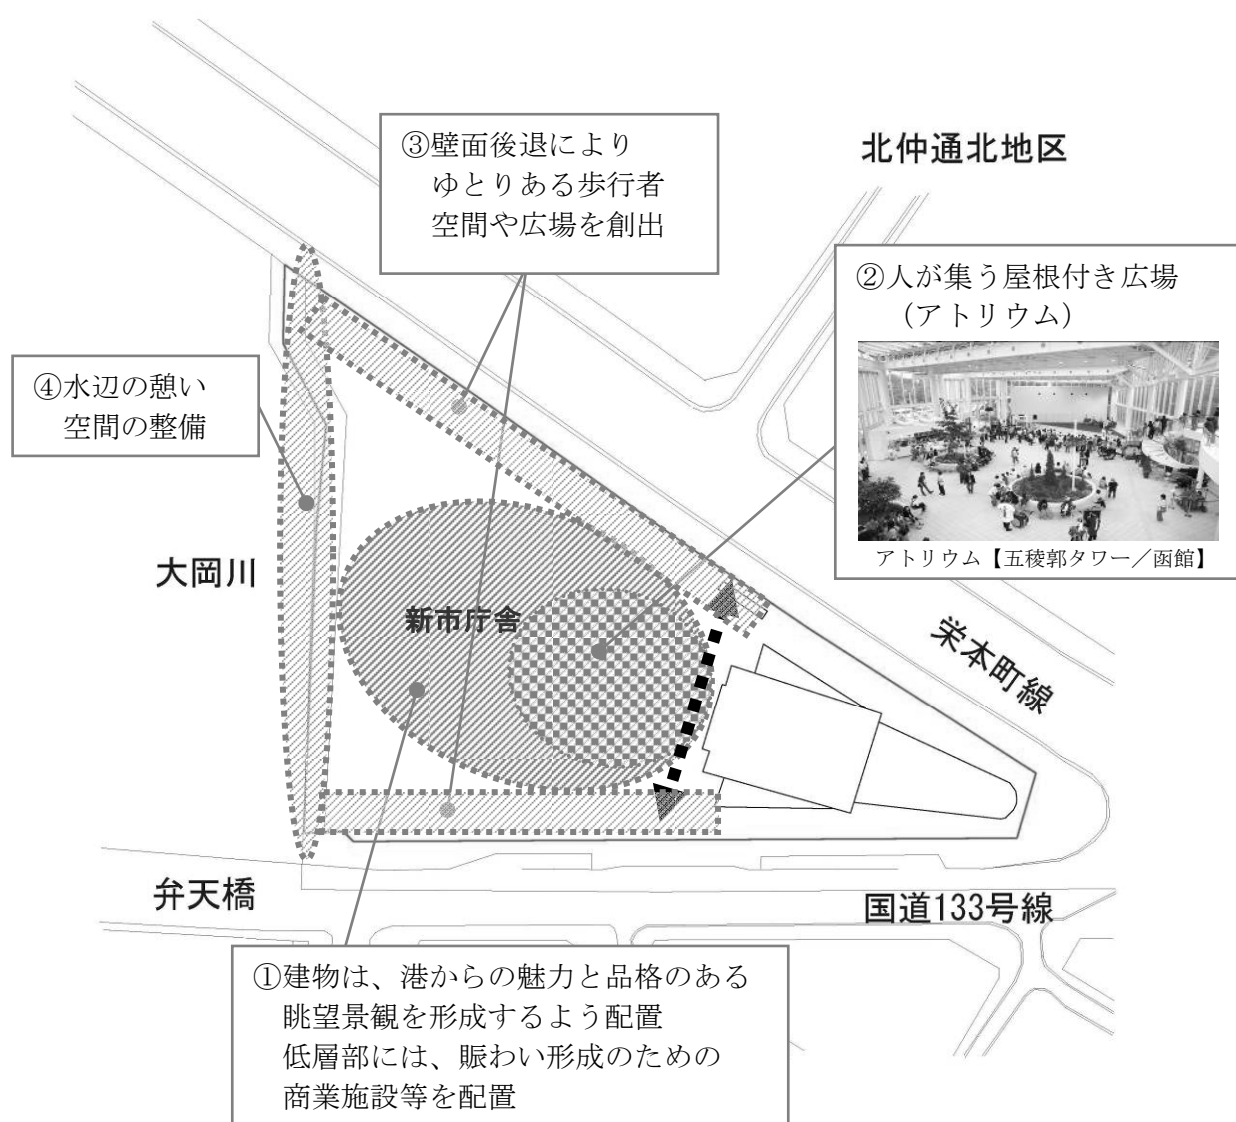 ③壁面後退により
ゆとりある歩行者
空間や広場を創出
北仲通北地区
②人が集う屋根付き広場
（アトリウム）
アトリウム【五稜郭タワー／函館】
④水辺の憩い
空間の整備
大岡川
新市庁舎
栄本町線
弁天橋
国道133号線
①建物は、港からの魅力と品格のある
眺望景観を形成するよう配置
低層部には、賑わい形成のための
商業施設等を配置